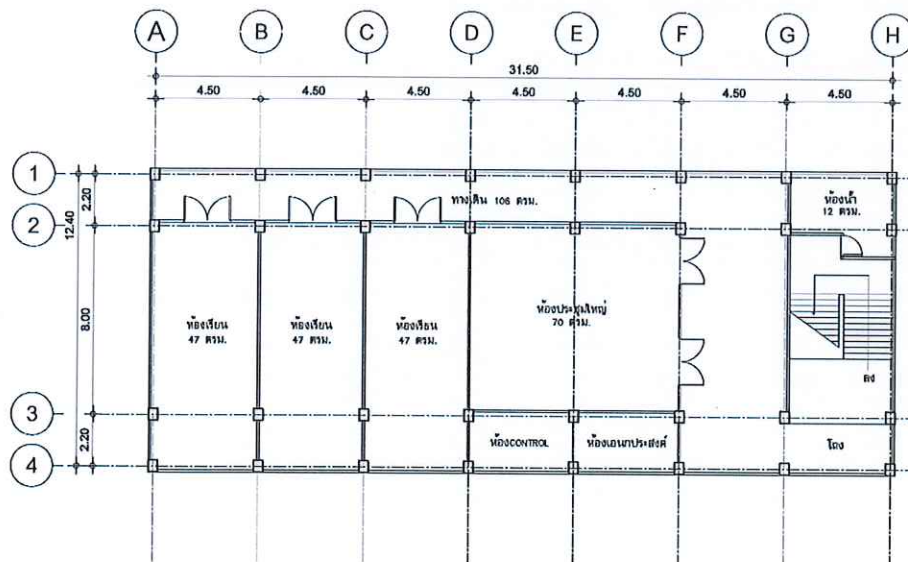 A B C D E F G H
31.50
4.50 4.50 4.50 4.50 4.50 4.50 4.50
1
2
3
4
2.20
12.40
8.00
2.20
ทางเดิน 106 ตรม.
ห้องน้ำ
12 ตรม.
ห้องเรียน
47 ตรม.
ห้องเรียน
47 ตรม.
ห้องเรียน
47 ตรม.
ห้องประชุมใหญ่
70 ตรม.
ลง
ห้องCONTROL
ห้องเอนกประสงค์
โถง